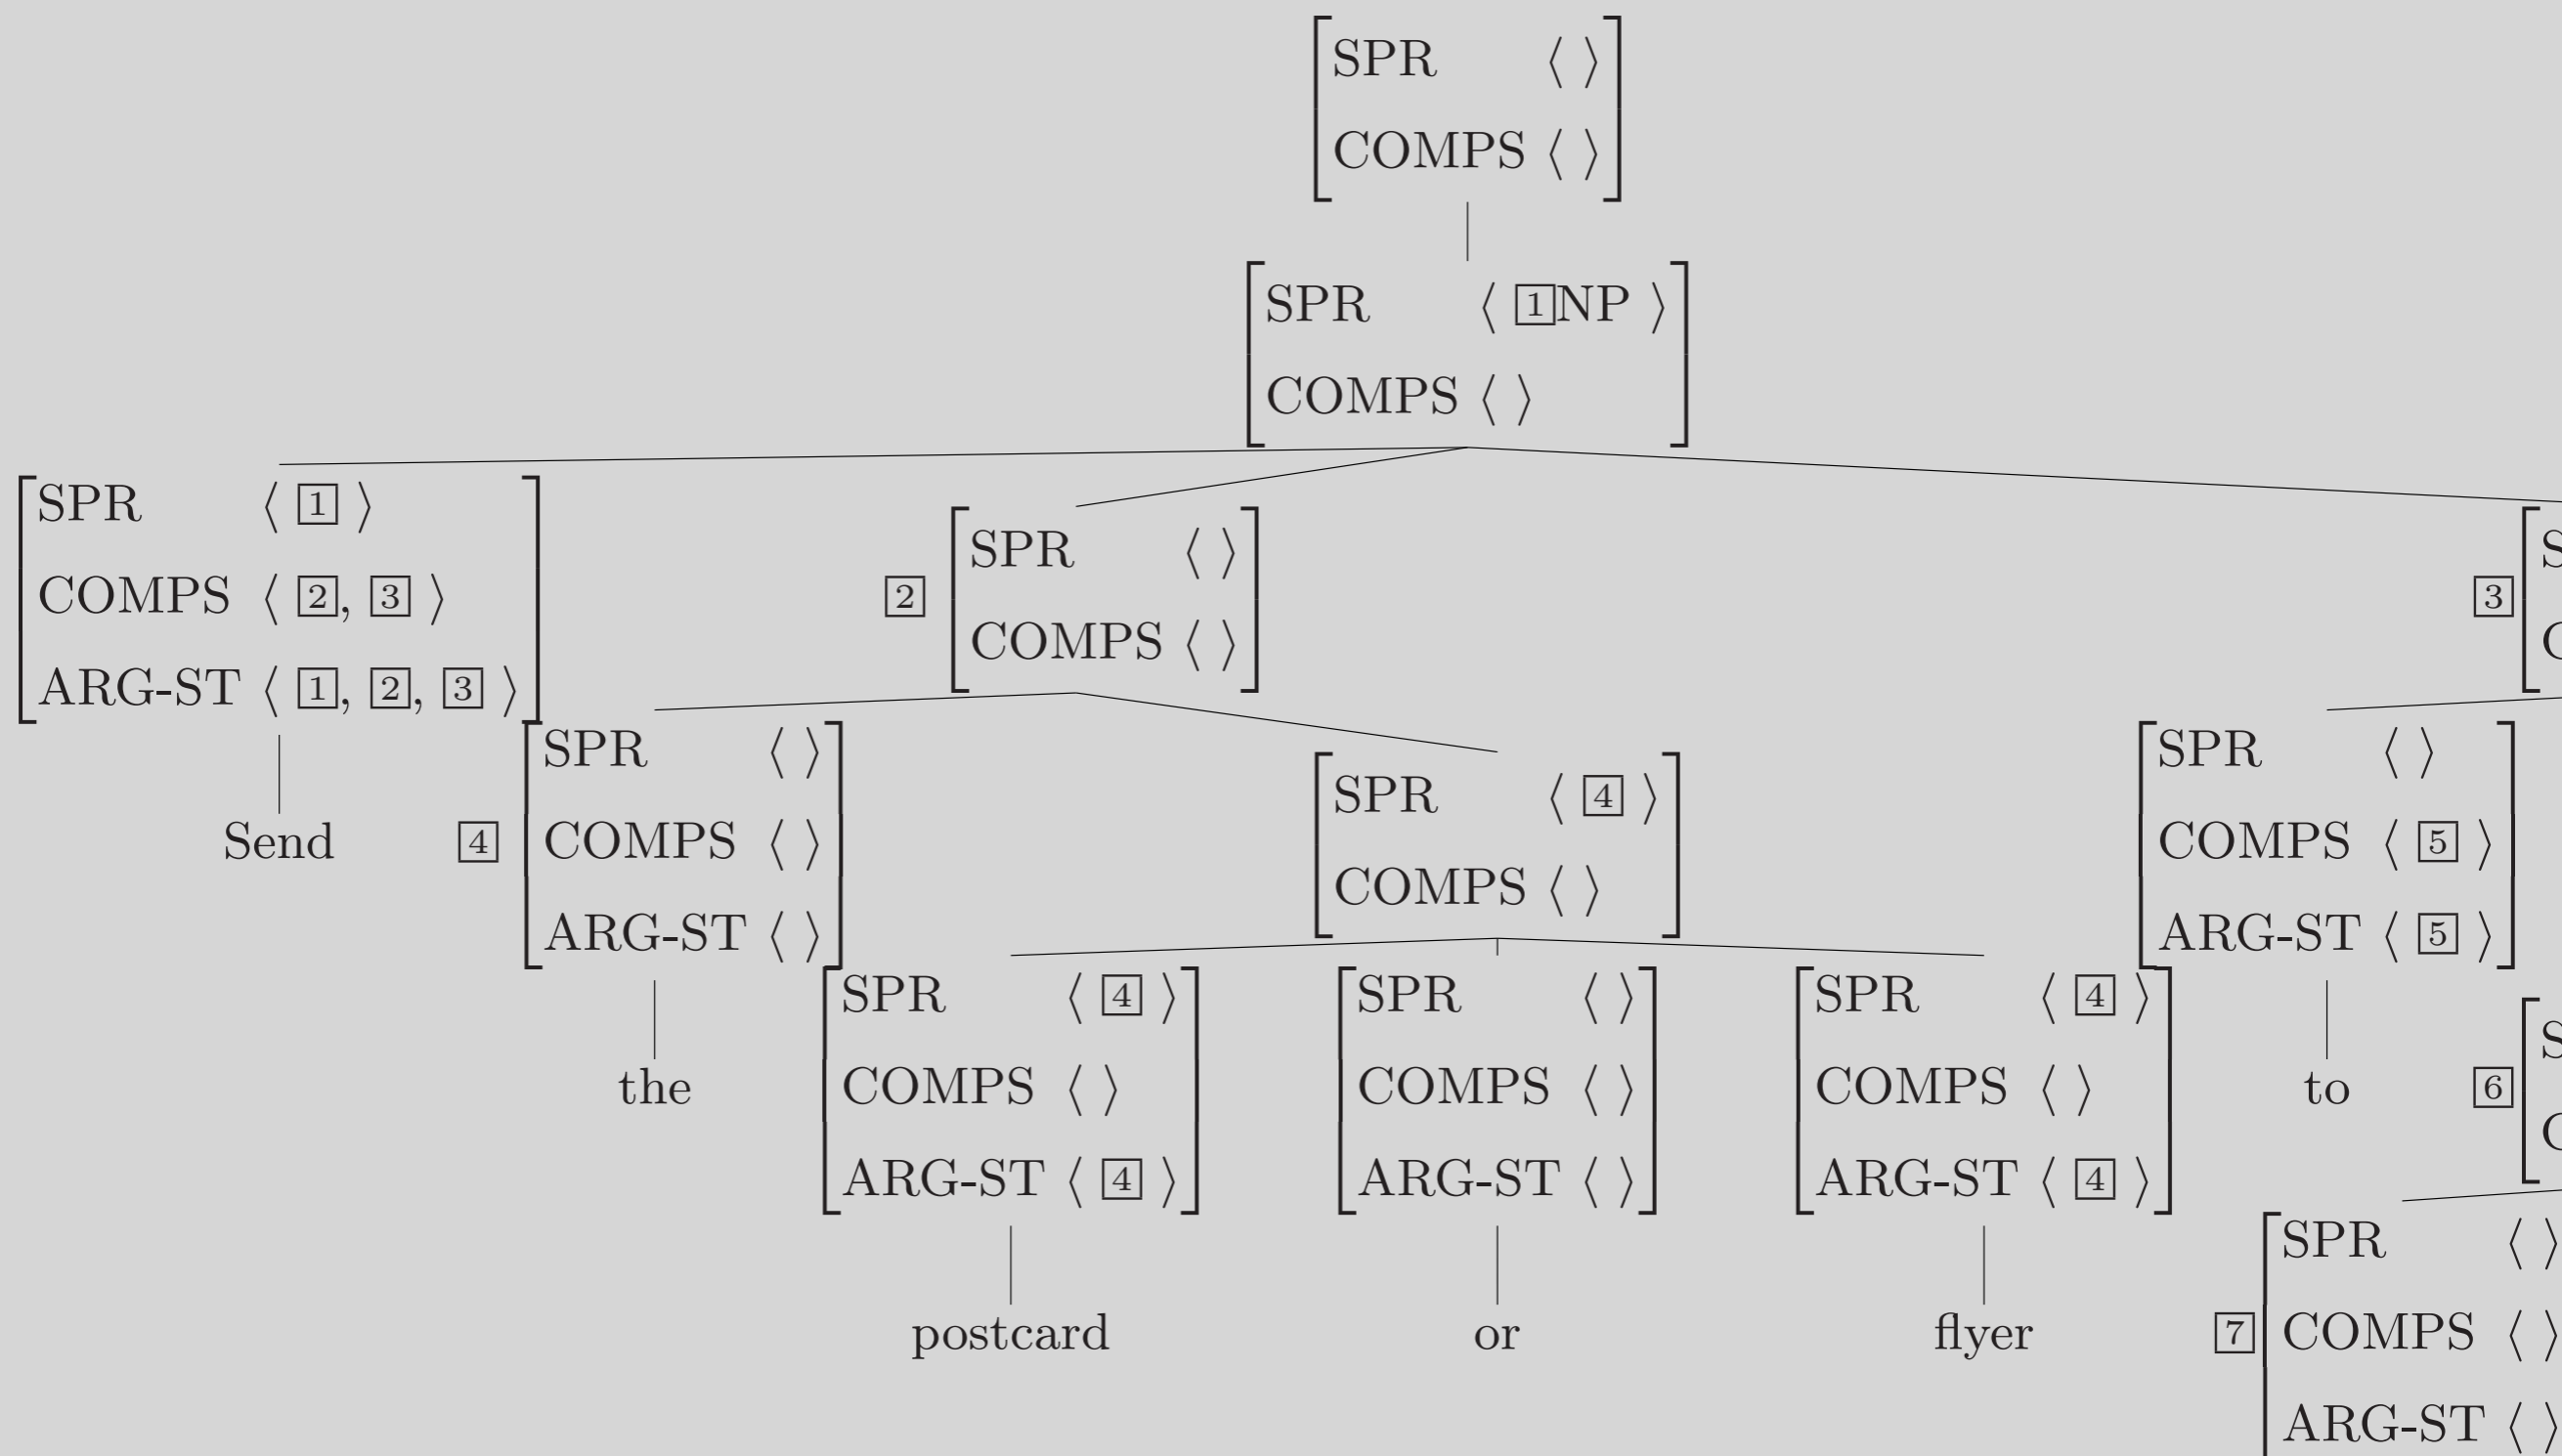 SPR ⟨ ⟩
COMPS ⟨ ⟩
SPR ⟨ 1NP ⟩
COMPS ⟨ ⟩
SPR ⟨ 1 ⟩
COMPS ⟨ 2, 3 ⟩
ARG-ST ⟨ 1, 2, 3 ⟩
Send
2
SPR ⟨ ⟩
COMPS ⟨ ⟩
3
4
SPR ⟨ ⟩
COMPS ⟨ ⟩
ARG-ST ⟨ ⟩
the
SPR ⟨ 4 ⟩
COMPS ⟨ ⟩
SPR ⟨ 4 ⟩
COMPS ⟨ ⟩
ARG-ST ⟨ 4 ⟩
postcard
SPR ⟨ ⟩
COMPS ⟨ ⟩
ARG-ST ⟨ ⟩
or
SPR ⟨ 4 ⟩
COMPS ⟨ ⟩
ARG-ST ⟨ 4 ⟩
flyer
SPR ⟨ ⟩
COMPS ⟨ 5 ⟩
ARG-ST ⟨ 5 ⟩
to
6
7
SPR ⟨ ⟩
COMPS ⟨ ⟩
ARG-ST ⟨ ⟩